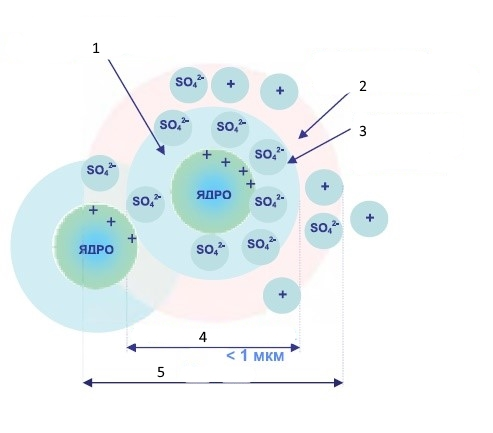 1
SO₄²⁻ + +
2
SO₄²⁻ SO₄²⁻
3
SO₄²⁻
+ + + +
SO₄²⁻
ЯДРО
+
SO₄²⁻ SO₄²⁻
+ + +
SO₄²⁻ +
ЯДРО
SO₄²⁻ SO₄²⁻
+
4
< 1 мкм
5